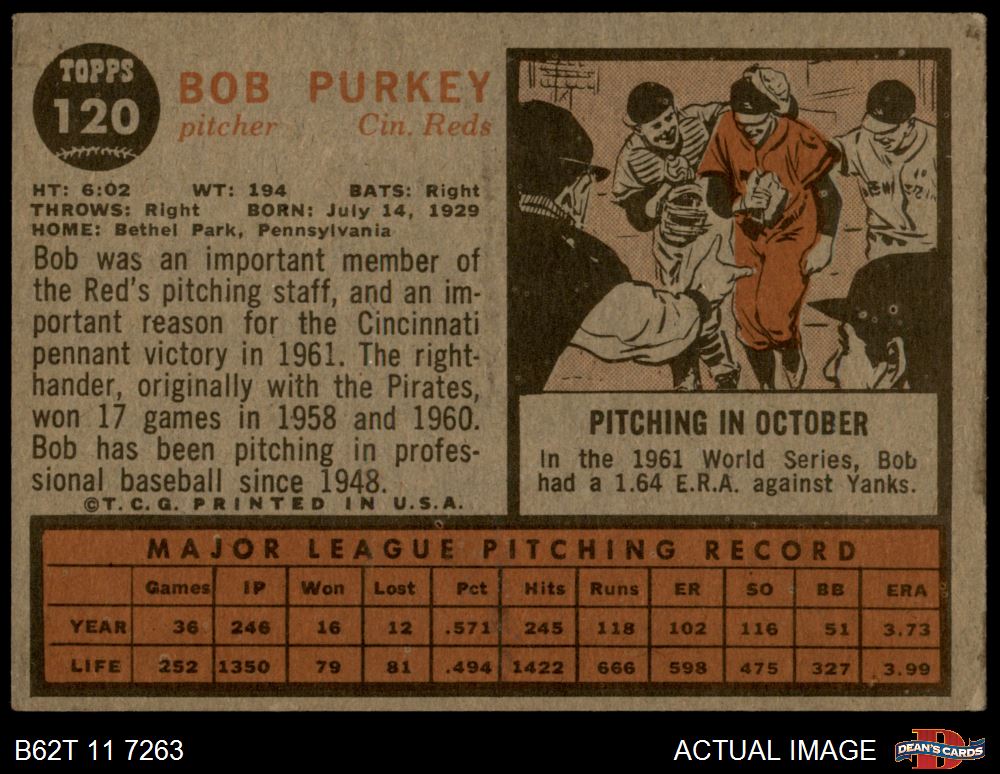 TOPPS
120
BOB PURKEY
pitcher Cin. Reds
HT: 6:02 WT: 194 BATS: Right
THROWS: Right BORN: July 14, 1929
HOME: Bethel Park, Pennsylvania
Bob was an important member of
the Red's pitching staff, and an im-
portant reason for the Cincinnati
pennant victory in 1961. The right-
hander, originally with the Pirates,
won 17 games in 1958 and 1960.
Bob has been pitching in profes-
sional baseball since 1948.
©T.C.G. PRINTED IN U.S.A.
PITCHING IN OCTOBER
In the 1961 World Series, Bob
had a 1.64 E.R.A. against Yanks.
MAJOR LEAGUE PITCHING RECORD
Games IP Won Lost Pct Hits Runs ER SO BB ERA
YEAR 36 246 16 12 .571 245 118 102 116 51 3.73
LIFE 252 1350 79 81 .494 1422 666 598 475 327 3.99
B62T 11 7263
ACTUAL IMAGE
DEAN'S CARDS